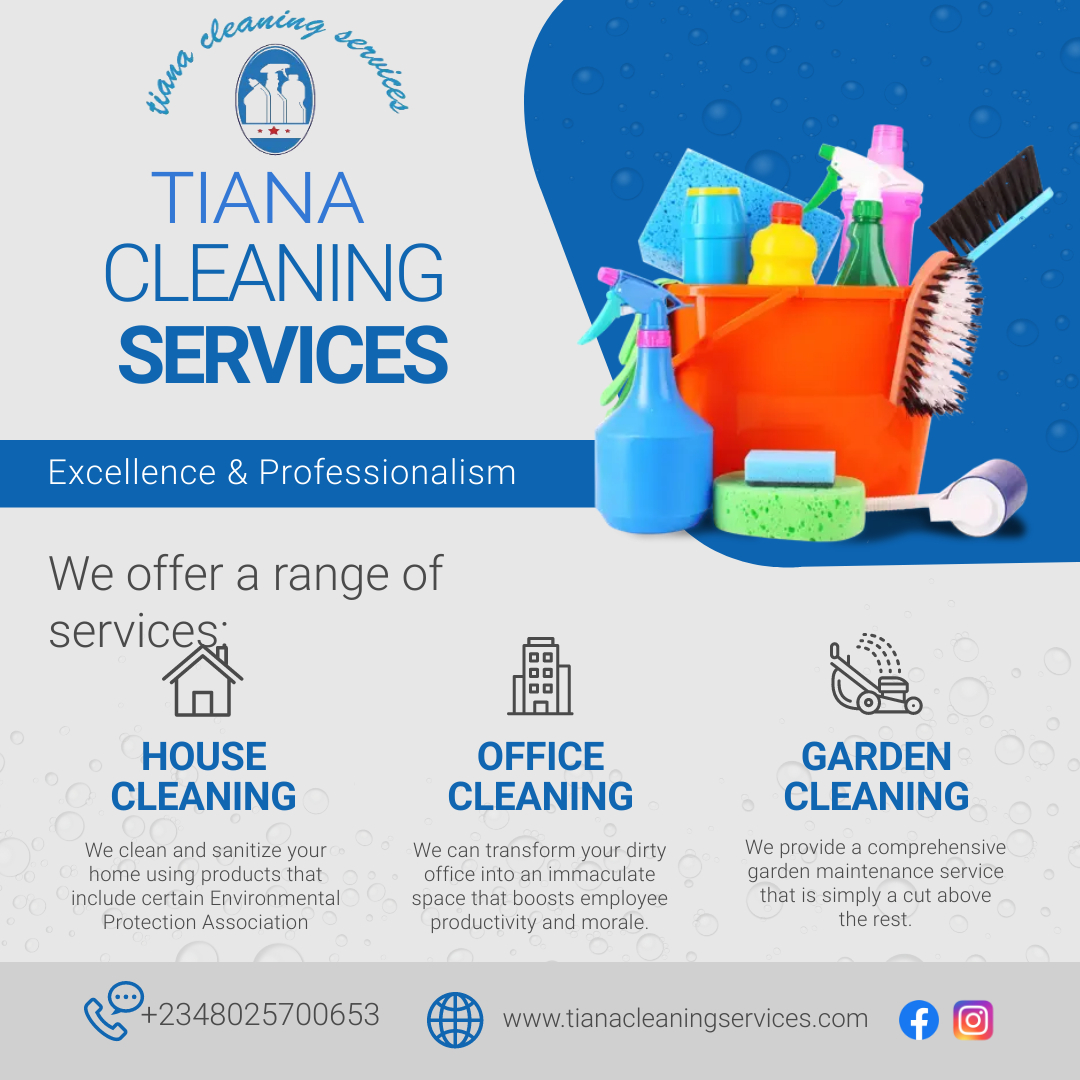 tiana cleaning services
TIANA
CLEANING
SERVICES
Excellence & Professionalism
We offer a range of
services:
HOUSE
CLEANING
We clean and sanitize your
home using products that
include certain Environmental
Protection Association
OFFICE
CLEANING
We can transform your dirty
office into an immaculate
space that boosts employee
productivity and morale.
GARDEN
CLEANING
We provide a comprehensive
garden maintenance service
that is simply a cut above
the rest.
+2348025700653
www.tianacleaningservices.com